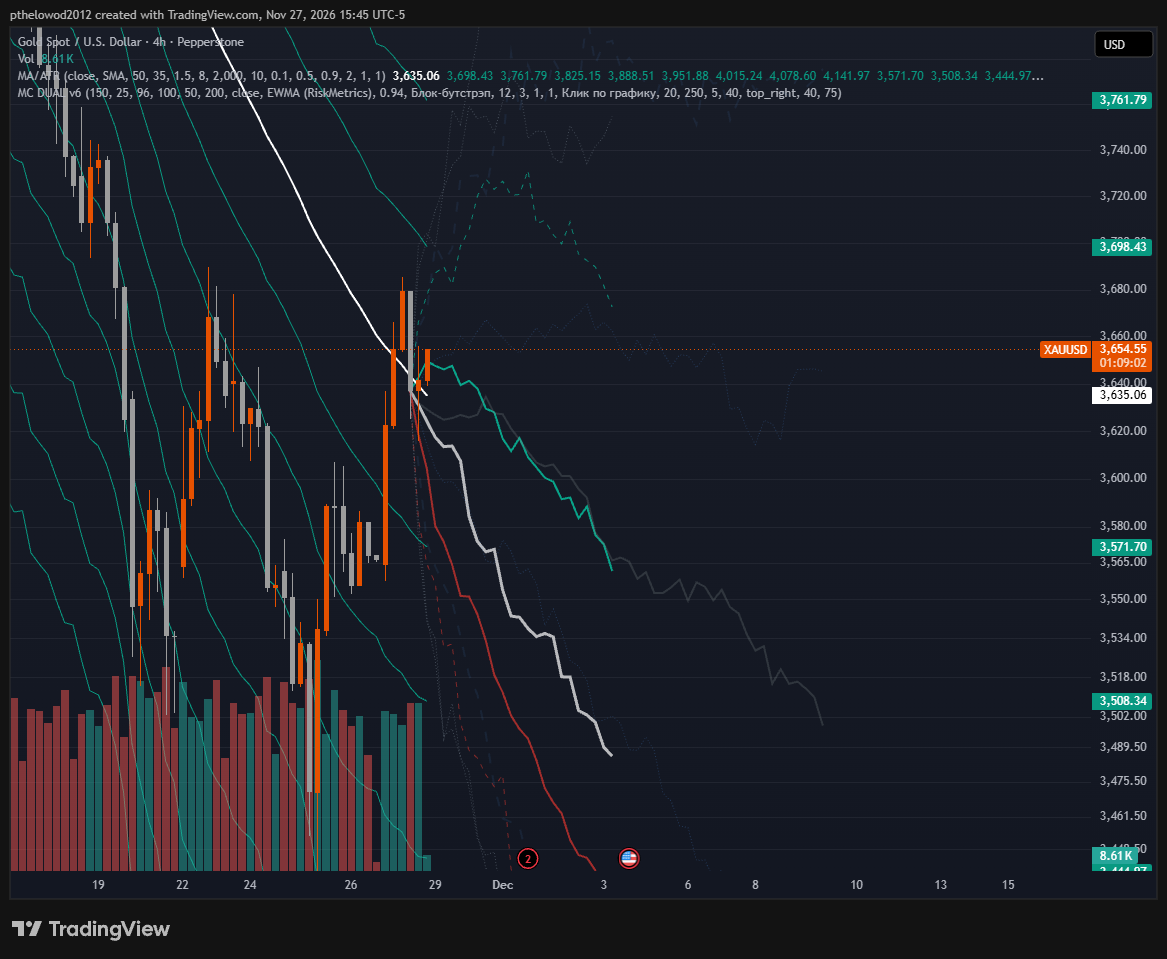 pthelowod2012 created with TradingView.com, Nov 27, 2026 15:45 UTC-5
Gold Spot / U.S. Dollar · 4h · Pepperstone
Vol 8.61K
MA/ATR (close, SMA, 50, 35, 1.5, 8, 2,000, 10, 0.1, 0.5, 0.9, 2, 1, 1) 3,635.06 3,698.43 3,761.79 3,825.15 3,888.51 3,951.88 4,015.24 4,078.60 4,141.97 3,571.70 3,508.34 3,444.97...
MC DUAL v6 (150, 25, 96, 100, 50, 200, close, EWMA (RiskMetrics), 0.94, Блок-бутстрэп, 12, 3, 1, 1, Клик по графику, 20, 250, 5, 40, top_right, 40, 75)
USD
3,761.79
3,740.00
3,720.00
3,698.43
3,680.00
3,660.00
XAUUSD 3,654.55
01:09:02
3,640.00
3,635.06
3,620.00
3,600.00
3,580.00
3,571.70
3,565.00
3,550.00
3,534.00
3,518.00
3,508.34
3,502.00
3,489.50
3,475.50
3,461.50
8.61K
2
19 22 24 26 29 Dec 3 6 8 10 13 15
TradingView